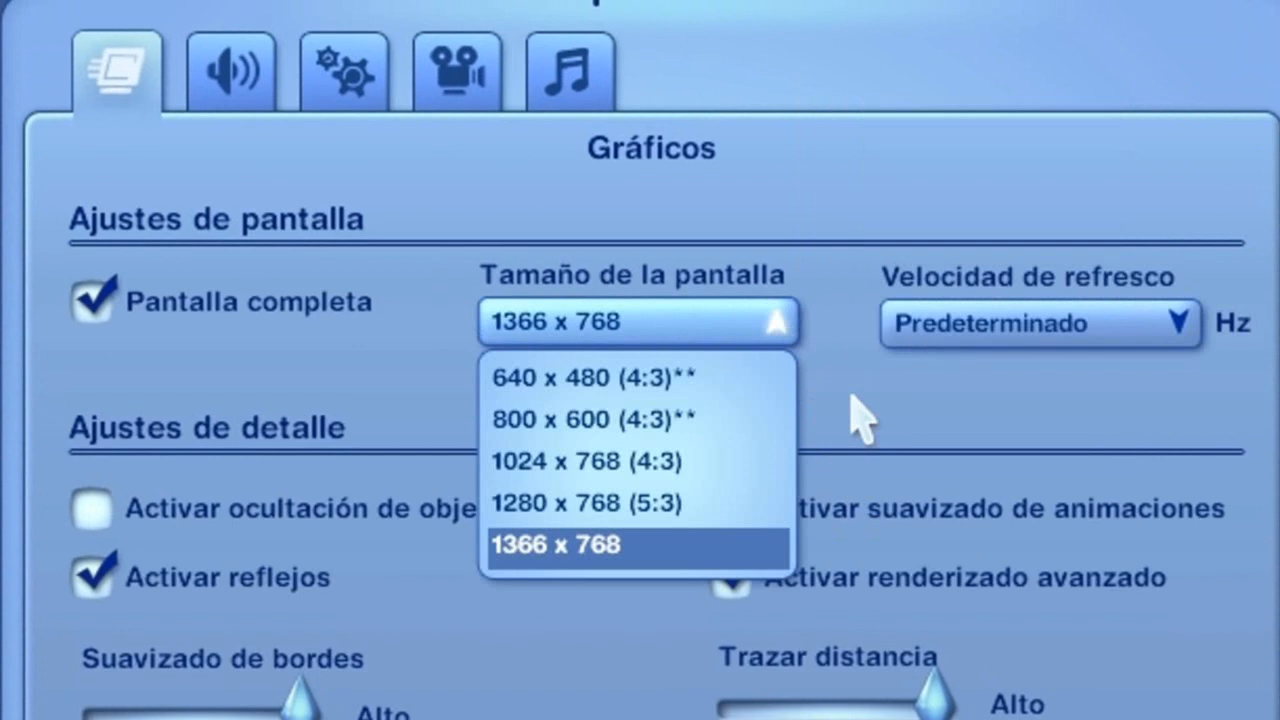 Gráficos
Ajustes de pantalla
Pantalla completa
Tamaño de la pantalla
1366 x 768
Velocidad de refresco
Predeterminado
Hz
640 x 480 (4:3)**
800 x 600 (4:3)**
1024 x 768 (4:3)
1280 x 768 (5:3)
1366 x 768
Ajustes de detalle
Activar ocultación de obje
tivar suavizado de animaciones
Activar reflejos
Activar renderizado avanzado
Suavizado de bordes
Alto
Trazar distancia
Alto